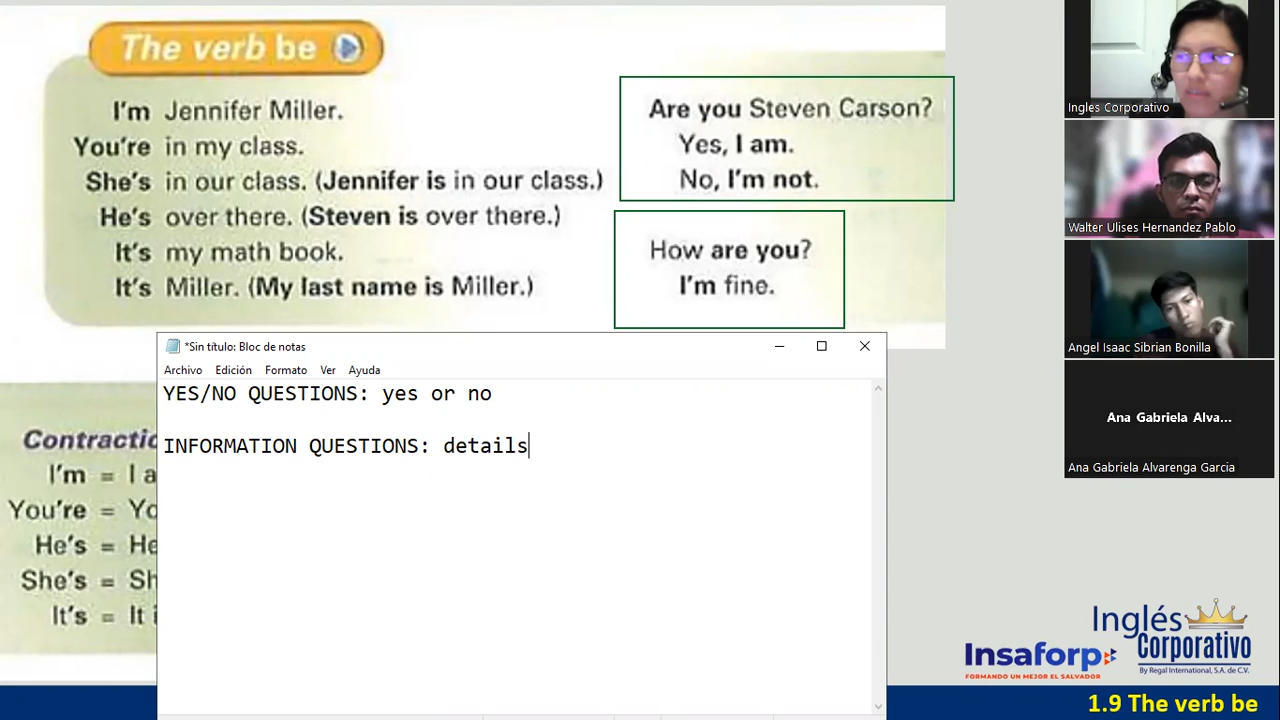 The verb be
I'm Jennifer Miller.
You're in my class.
She's in our class. (Jennifer is in our class.)
He's over there. (Steven is over there.)
It's my math book.
It's Miller. (My last name is Miller.)
Are you Steven Carson?
Yes, I am.
No, I'm not.
How are you?
I'm fine.
*Sin título: Bloc de notas
Archivo Edición Formato Ver Ayuda
YES/NO QUESTIONS: yes or no
INFORMATION QUESTIONS: details
Contractio
I'm = I a
You're = Yo
He's = He
She's = Sh
It's = It i
Ingles Corporativo
Walter Ulises Hernandez Pablo
Angel Isaac Sibrian Bonilla
Ana Gabriela Alva...
Ana Gabriela Alvarenga Garcia
Insaforp
FORMANDO UN MEJOR EL SALVADOR
Inglés
Corporativo
By Regal International, S.A. de C.V.
1.9 The verb be